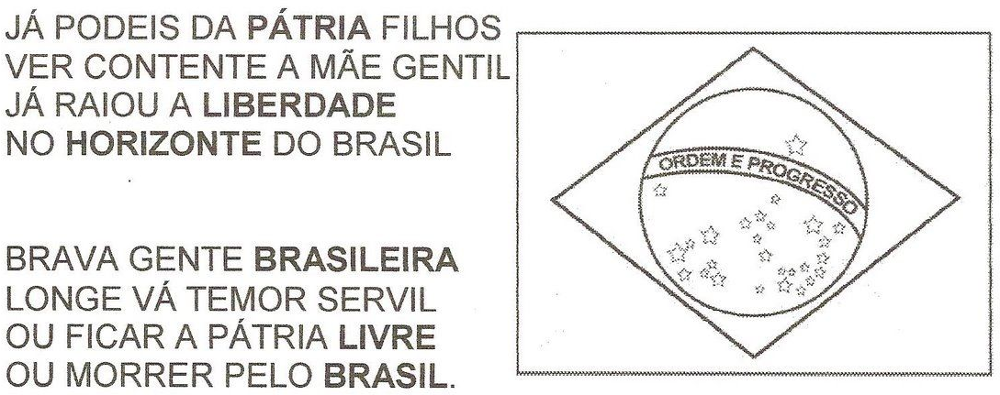 JÁ PODEIS DA PÁTRIA FILHOS
VER CONTENTE A MÃE GENTIL
JÁ RAIOU A LIBERDADE
NO HORIZONTE DO BRASIL
BRAVA GENTE BRASILEIRA
LONGE VÁ TEMOR SERVIL
OU FICAR A PÁTRIA LIVRE
OU MORRER PELO BRASIL.
ORDEM E PROGRESSO